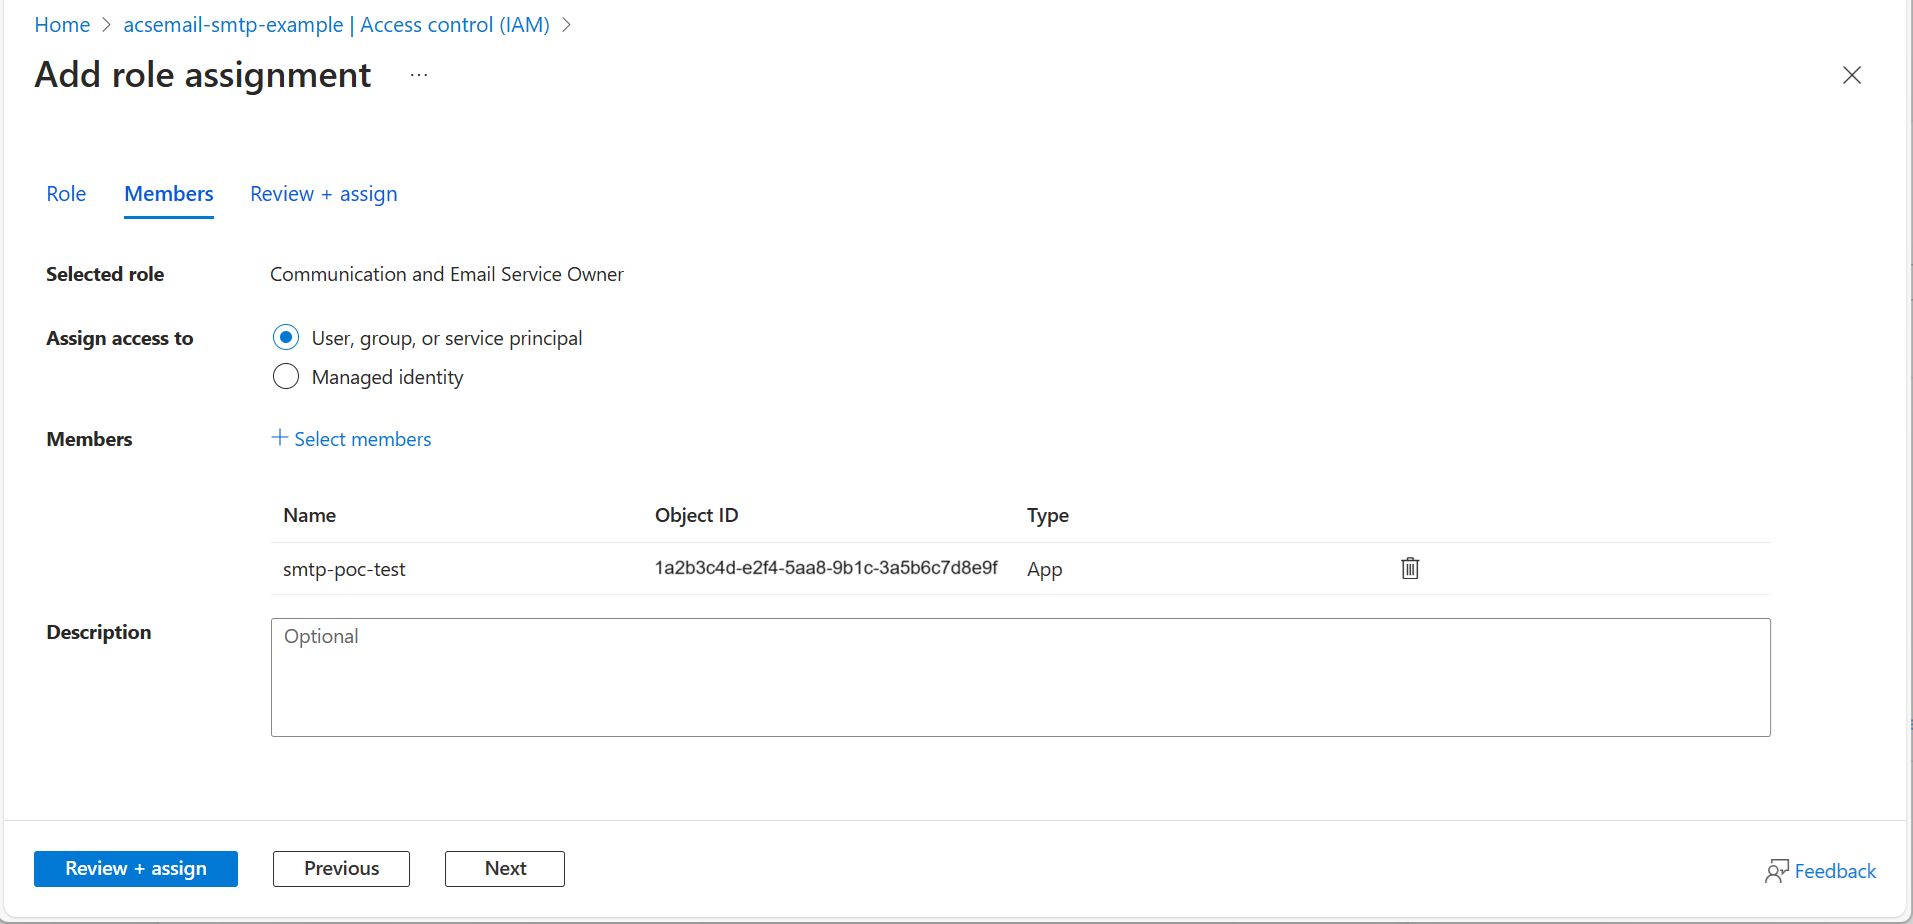 Home > acsemail-smtp-example | Access control (IAM) >
Add role assignment ...
Role Members Review + assign
Selected role Communication and Email Service Owner
Assign access to User, group, or service principal
Managed identity
Members + Select members
Name Object ID Type
smtp-poc-test 1a2b3c4d-e2f4-5aa8-9b1c-3a5b6c7d8e9f App
Description Optional
Review + assign Previous Next Feedback